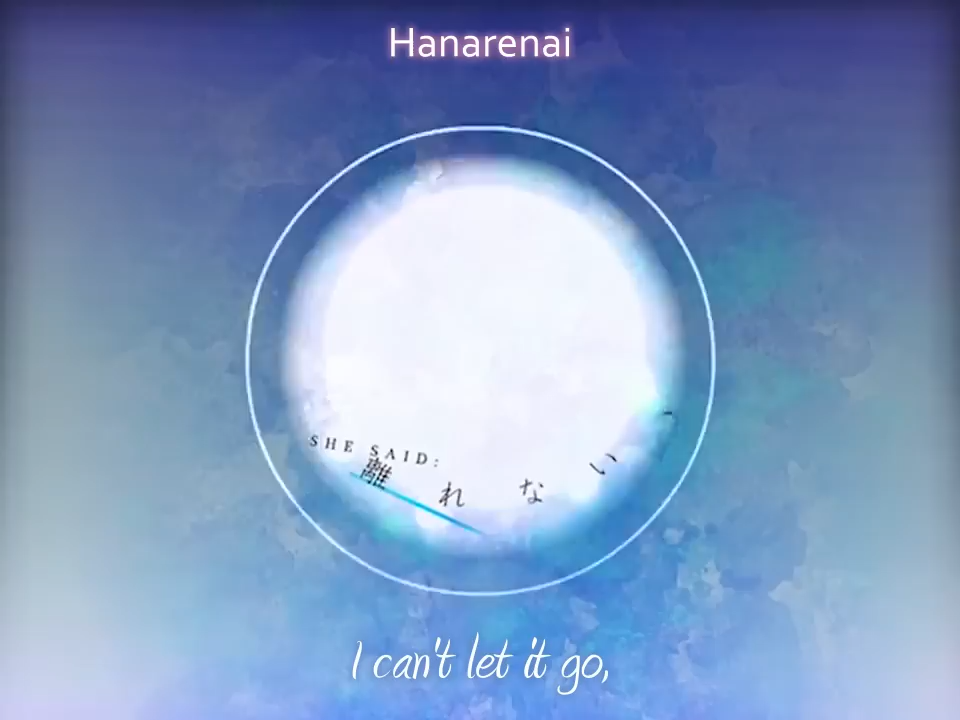 Hanarenai
SHE SAID:
離れない
I can't let it go,